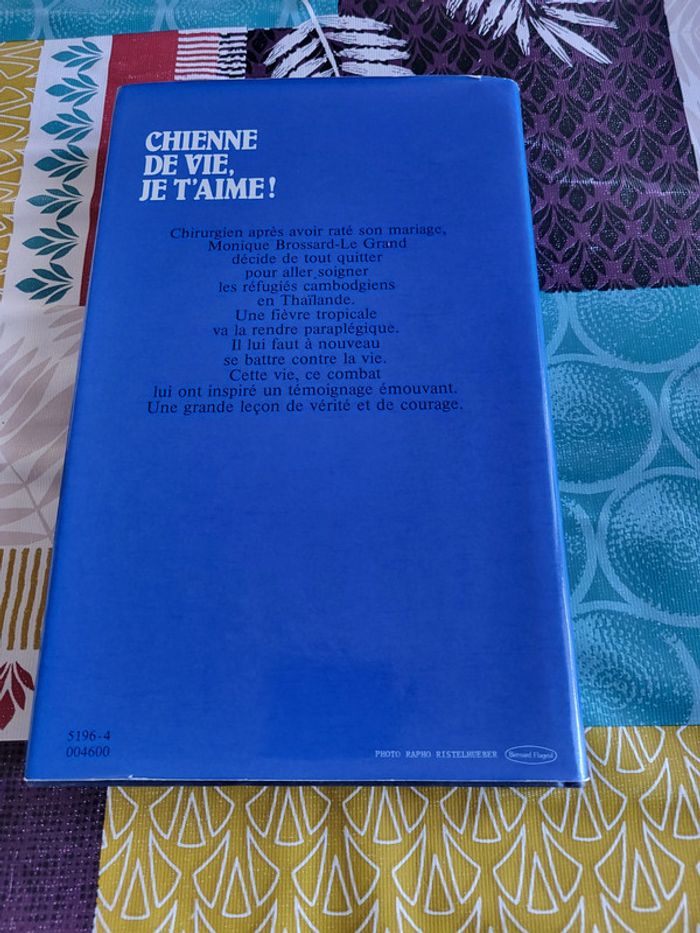 CHIENNE
DE VIE,
JE T'AIME !
Chirurgien après avoir raté son mariage,
Monique Brossard-Le Grand
décide de tout quitter
pour aller soigner
les réfugiés cambodgiens
en Thaïlande.
Une fièvre tropicale
va la rendre paraplégique.
Il lui faut à nouveau
se battre contre la vie.
Cette vie, ce combat
lui ont inspiré un témoignage émouvant.
Une grande leçon de vérité et de courage.
5196-4
004600
PHOTO RAPHO RISTELHUEBER
Bernard Flageul